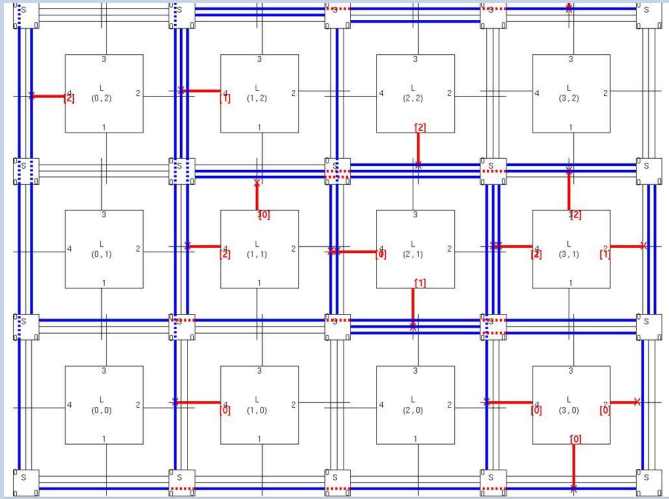 S S S S S
3 3 3 3
4 L 2 4 L 2 4 L 2 4 L 2
(0,2) (1,2) (2,2) (3,2)
[2] [1]
1 1 1 1
[2]
S S S S S
3 3 3 3
[0] [2]
4 L 2 4 L 2 4 L 2 4 L 2
(0,1) (1,1) (2,1) (3,1)
[2] [1]
1 1 1 1
[1]
S S S S S
3 3 3 3
4 L 2 4 L 2 4 L 2 4 L 2
(0,0) (1,0) (2,0) (3,0)
[0] [0] [0]
1 1 1 1
[0]
S S S S S